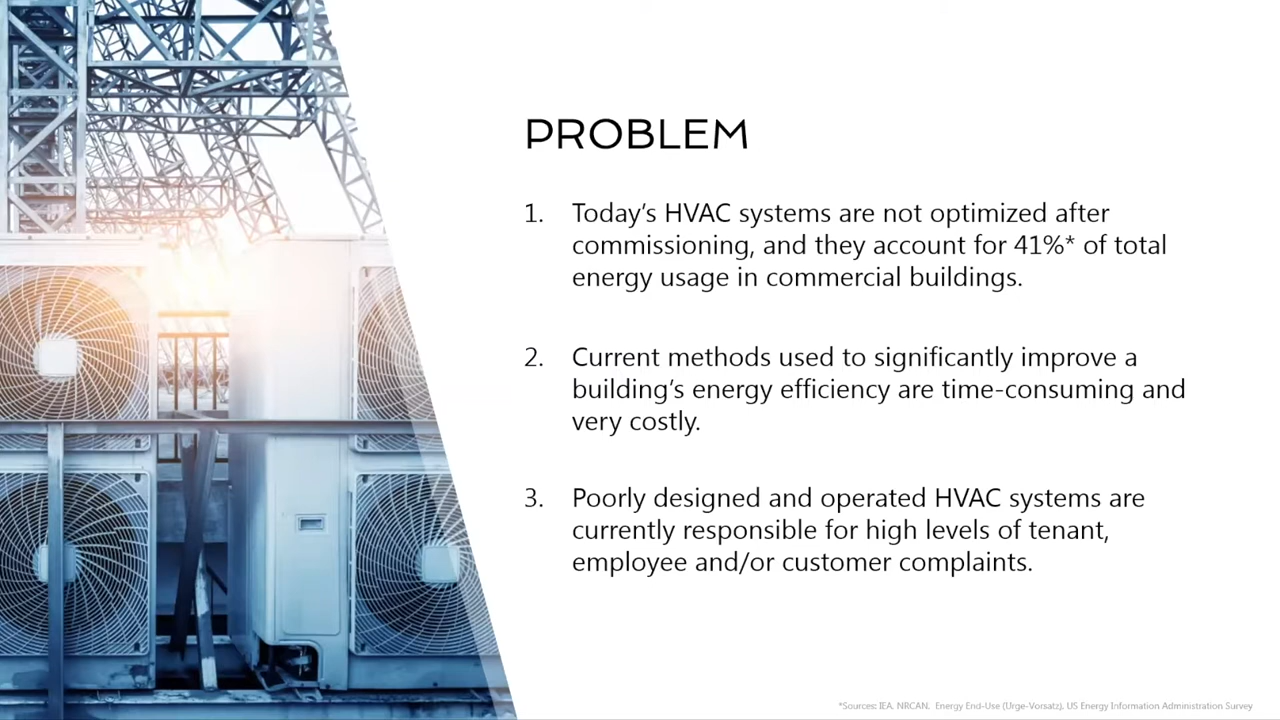 PROBLEM
1. Today's HVAC systems are not optimized after
commissioning, and they account for 41%* of total
energy usage in commercial buildings.
2. Current methods used to significantly improve a
building's energy efficiency are time-consuming and
very costly.
3. Poorly designed and operated HVAC systems are
currently responsible for high levels of tenant,
employee and/or customer complaints.
*Sources: IEA, NRCAN, Energy End-Use (Urge-Vorsatz), US Energy Information Administration Survey